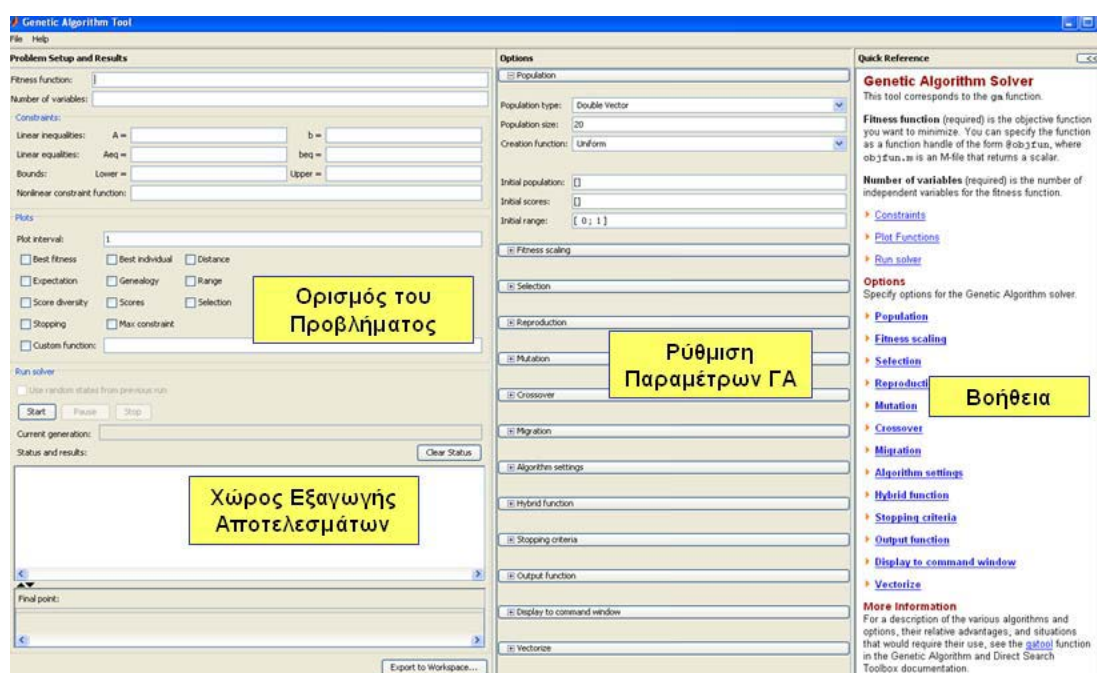 Genetic Algorithm Tool
File Help
Problem Setup and Results
Fitness function:
Number of variables:
Constraints:
Linear inequalities: A = b =
Linear equalities: Aeq = beq =
Bounds: Lower = Upper =
Nonlinear constraint function:
Plots
Plot interval: 1
Best fitness Best individual Distance
Expectation Genealogy Range
Score diversity Scores Selection
Stopping Max constraint
Custom function:
Ορισμός του
Προβλήματος
Run solver
Use random states from previous run
Start Pause Stop
Current generation:
Status and results: Clear Status
Χώρος Εξαγωγής
Αποτελεσμάτων
Final point:
Export to Workspace...
Options
Population
Population type: Double Vector
Population size: 20
Creation function: Uniform
Initial population: []
Initial scores: []
Initial range: [ 0; 1 ]
Fitness scaling
Selection
Reproduction
Mutation
Crossover
Migration
Algorithm settings
Hybrid function
Stopping criteria
Output function
Display to command window
Vectorize
Ρύθμιση
Παραμέτρων ΓΑ
Quick Reference <<
Genetic Algorithm Solver
This tool corresponds to the ga function.
Fitness function (required) is the objective function
you want to minimize. You can specify the function
as a function handle of the form @objfun, where
objfun.m is an M-file that returns a scalar.
Number of variables (required) is the number of
independent variables for the fitness function.
Constraints
Plot Functions
Run solver
Options
Specify options for the Genetic Algorithm solver.
Population
Fitness scaling
Selection
Reproducti
Mutation
Crossover
Migration
Algorithm settings
Hybrid function
Stopping criteria
Output function
Display to command window
Vectorize
Βοήθεια
More Information
For a description of the various algorithms and
options, their relative advantages, and situations
that would require their use, see the gatool function
in the Genetic Algorithm and Direct Search
Toolbox documentation.